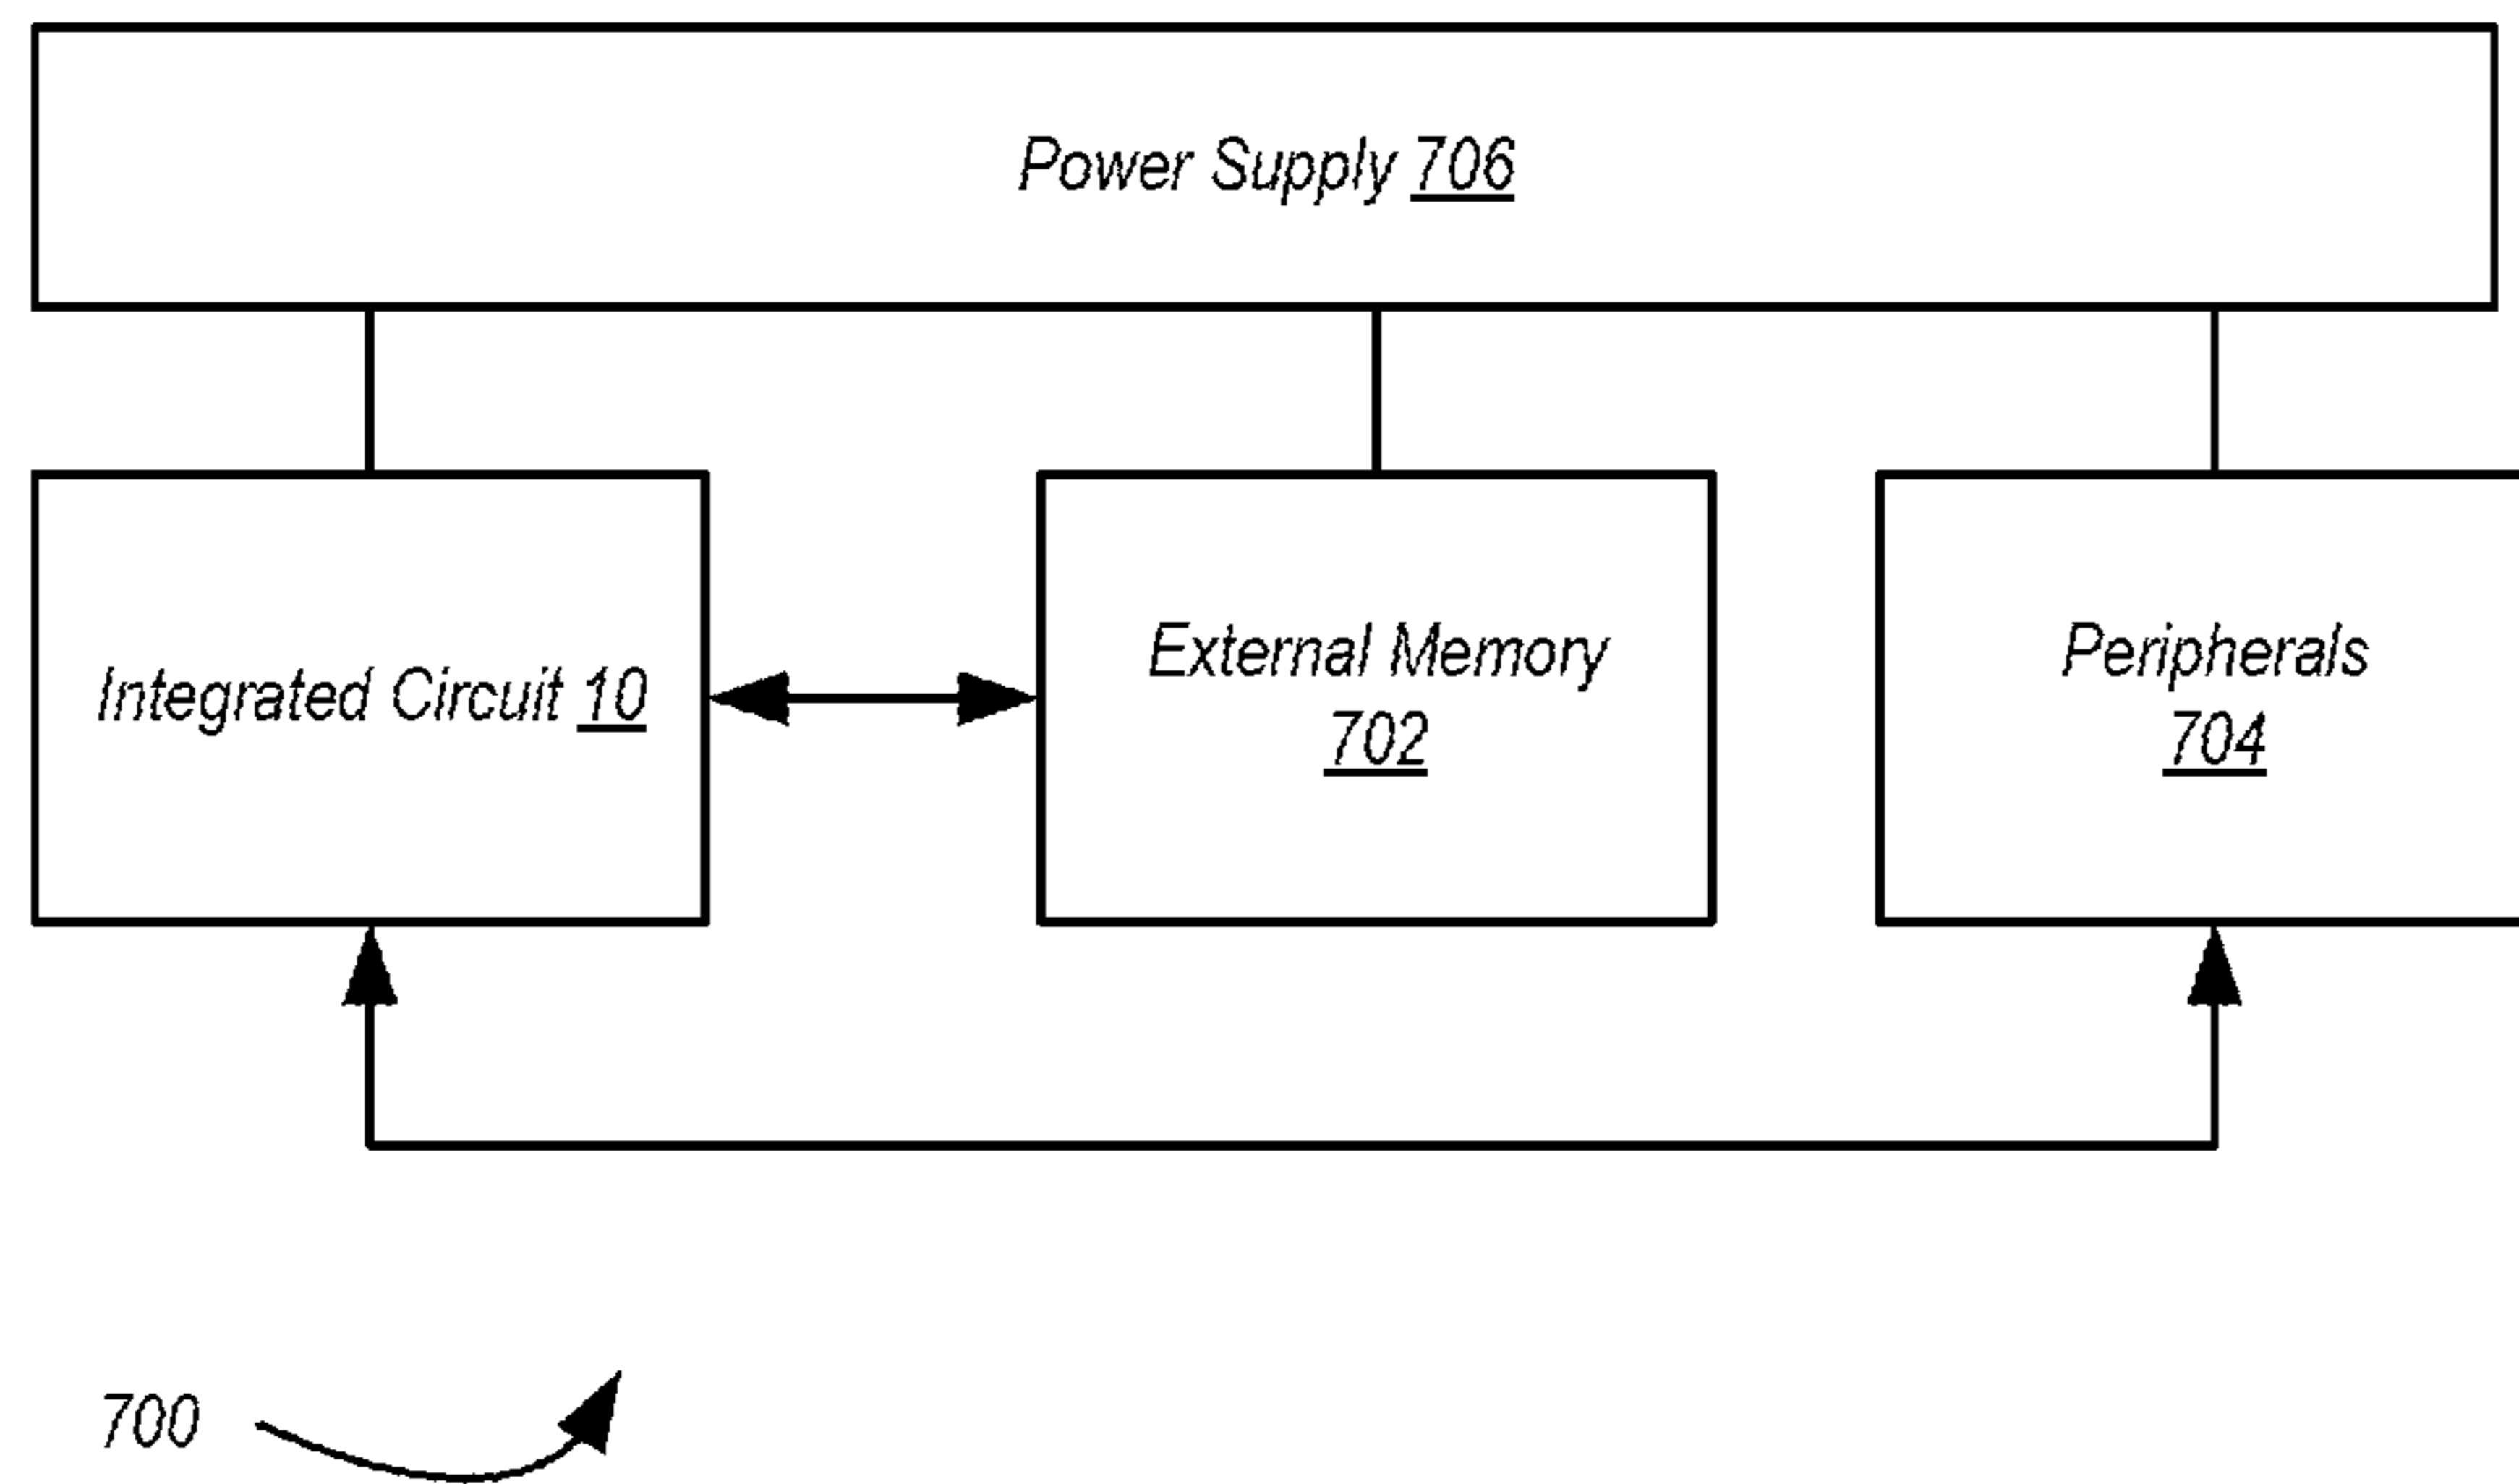 Power Supply 706
Integrated Circuit 10
External Memory
702
Peripherals
704
700